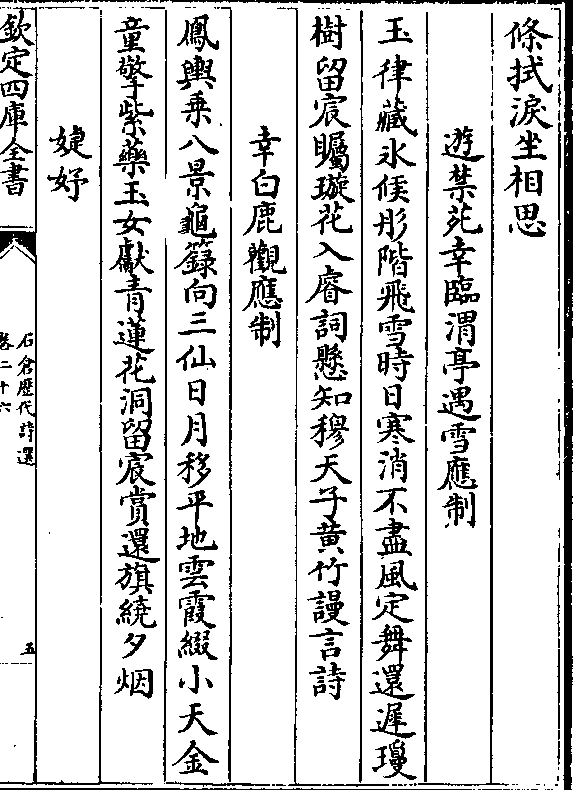 條拭淚坐相思
遊禁苑幸臨渭亭遇雪應制
玉律藏氷候彤階飛雪時日寒消不盡風定舞還遲瓊
樹留宸矚璇花入睿詞懸知穆天子黄竹謾言詩
幸白鹿觀應制
鳳輿乗八景龜籙向三仙日月移平地雲霞綴小天金
童擎紫藥玉女獻青蓮花洞留宸賞還旗繞夕烟
婕妤
欽定四庫全書
石倉歷代詩選
卷二十六
五